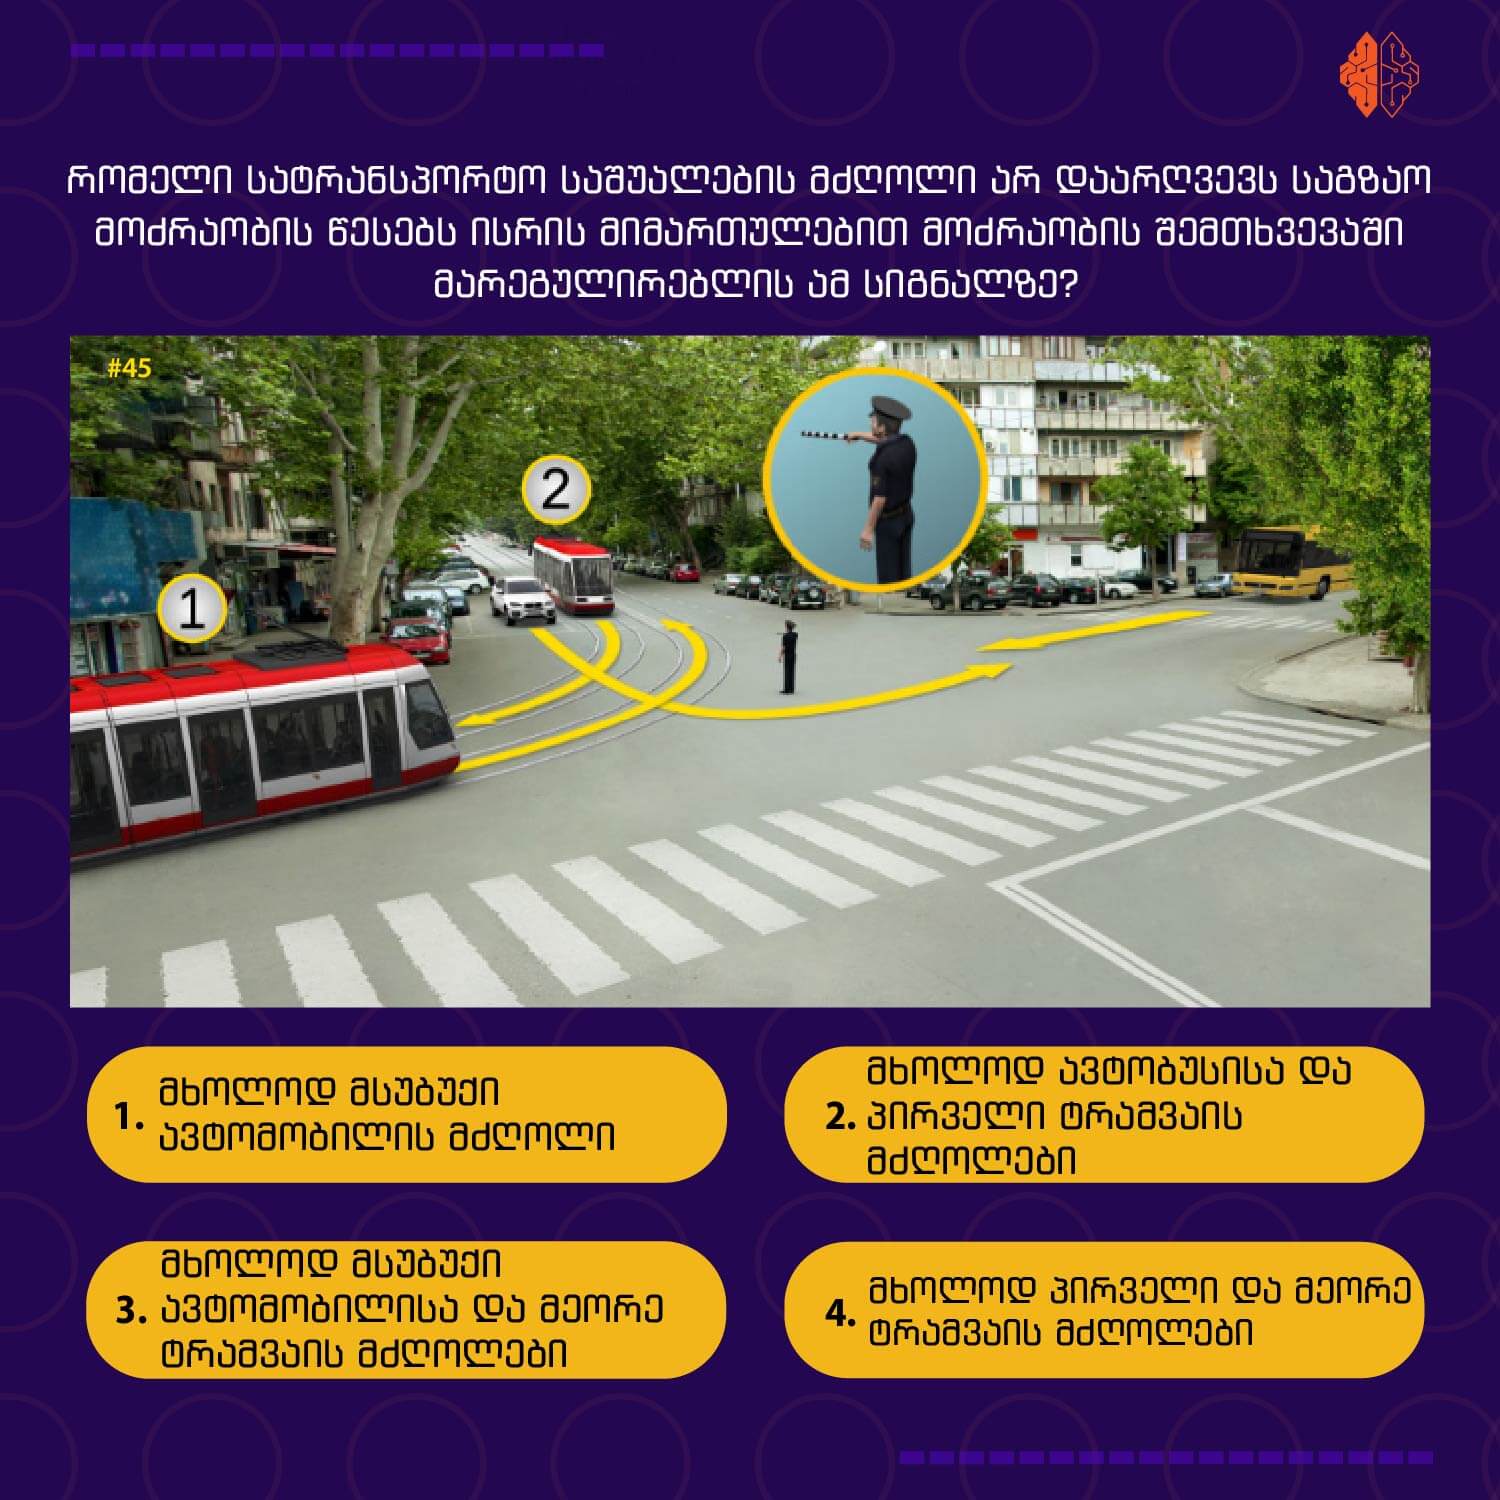 რომელი სატრანსპორტო საშუალების მძღოლი არ დაარღვევს საგზაო
მოძრაობის წესებს ისრის მიმართულებით მოძრაობის შემთხვევაში
მარეგულირებლის ამ სიგნალზე?
#45
2
1
1. მხოლოდ მსუბუქი
ავტომობილის მძღოლი
2. მხოლოდ ავტობუსისა და
პირველი ტრამვაის
მძღოლები
3. მხოლოდ მსუბუქი
ავტომობილისა და მეორე
ტრამვაის მძღოლები
4. მხოლოდ პირველი და მეორე
ტრამვაის მძღოლები